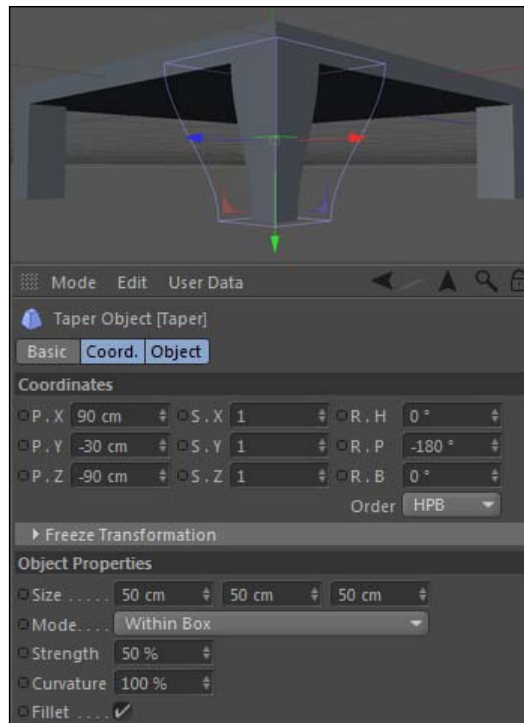 Mode Edit User Data
Taper Object [Taper]
Basic Coord. Object
Coordinates
P . X 90 cm S . X 1 R . H 0 °
P . Y -30 cm S . Y 1 R . P -180 °
P . Z -90 cm S . Z 1 R . B 0 °
Order HPB
Freeze Transformation
Object Properties
Size . . . . . 50 cm 50 cm 50 cm
Mode. . . . Within Box
Strength 50 %
Curvature 100 %
Fillet . . . .